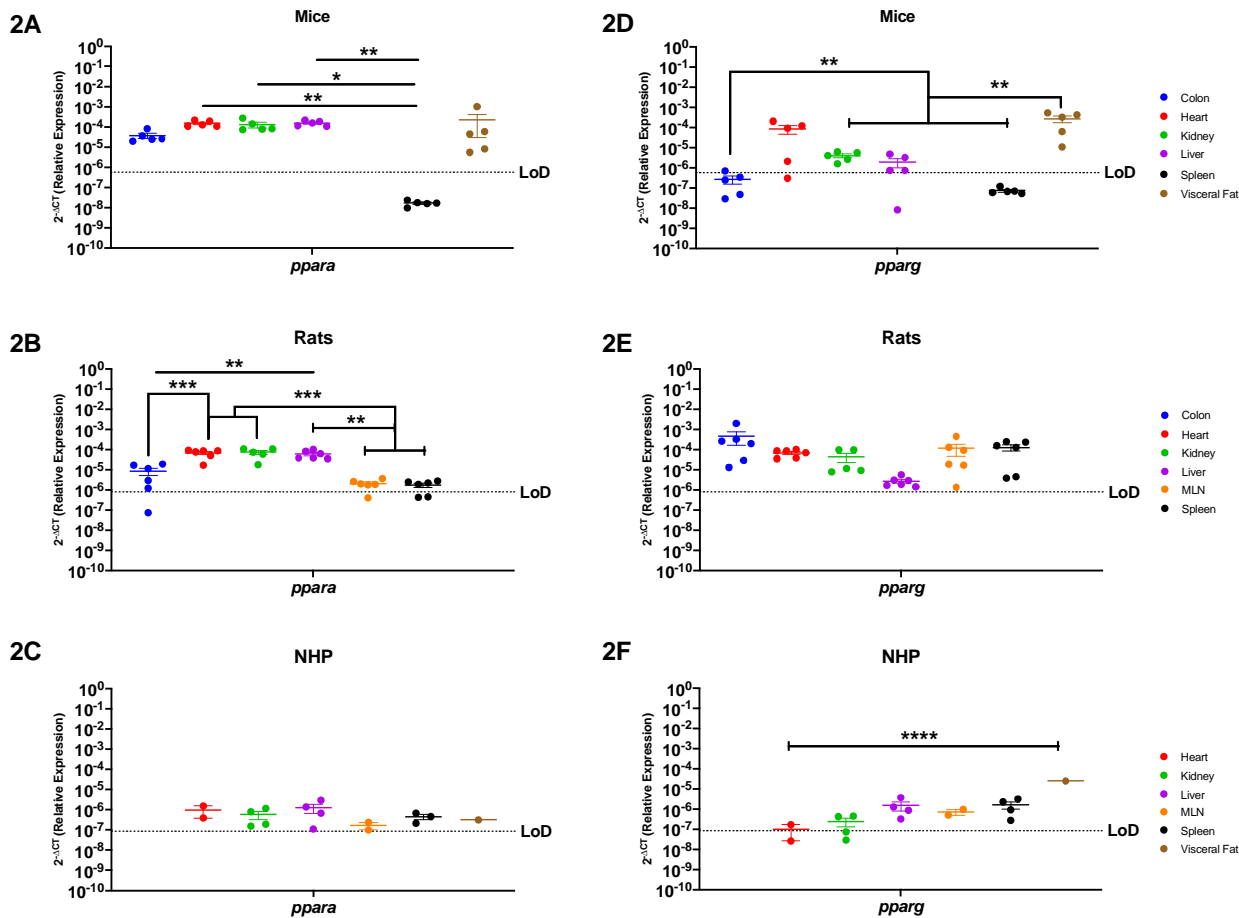 2A
Mice
2^-ΔCT (Relative Expression)
10^0
10^-1
10^-2
10^-3
10^-4
10^-5
10^-6
10^-7
10^-8
10^-9
10^-10
**
*
**
LoD
ppara
2D
Mice
2^-ΔCT (Relative Expression)
10^0
10^-1
10^-2
10^-3
10^-4
10^-5
10^-6
10^-7
10^-8
10^-9
10^-10
**
**
LoD
pparg
Colon
Heart
Kidney
Liver
Spleen
Visceral Fat
2B
Rats
2^-ΔCT (Relative Expression)
10^0
10^-1
10^-2
10^-3
10^-4
10^-5
10^-6
10^-7
10^-8
10^-9
10^-10
**
***
***
**
LoD
ppara
2E
Rats
2^-ΔCT (Relative Expression)
10^0
10^-1
10^-2
10^-3
10^-4
10^-5
10^-6
10^-7
10^-8
10^-9
10^-10
LoD
pparg
Colon
Heart
Kidney
Liver
MLN
Spleen
2C
NHP
2^-ΔCT (Relative Expression)
10^0
10^-1
10^-2
10^-3
10^-4
10^-5
10^-6
10^-7
10^-8
10^-9
10^-10
LoD
ppara
2F
NHP
2^-ΔCT (Relative Expression)
10^0
10^-1
10^-2
10^-3
10^-4
10^-5
10^-6
10^-7
10^-8
10^-9
10^-10
****
LoD
pparg
Heart
Kidney
Liver
MLN
Spleen
Visceral Fat